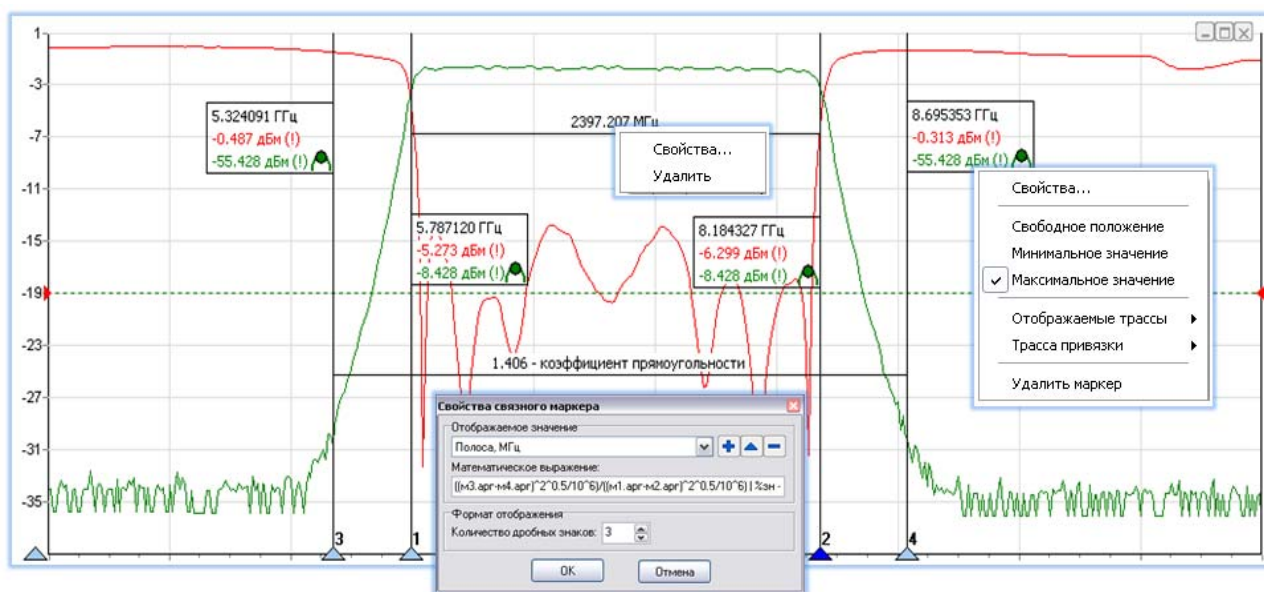 1
-3
-7
-11
-15
-19
-23
-27
-31
-35
5.324091 ГГц
-0.487 дБм (!)
-55.428 дБм (!)
2397.207 МГц
Свойства...
Удалить
8.695353 ГГц
-0.313 дБм (!)
-55.428 дБм (!)
Свойства...
Свободное положение
Минимальное значение
Максимальное значение
Отображаемые трассы
Трасса привязки
Удалить маркер
5.787120 ГГц
-5.273 дБм (!)
-8.428 дБм (!)
8.184327 ГГц
-6.299 дБм (!)
-8.428 дБм (!)
1.406 - коэффициент прямоугольности
Свойства связного маркера
Отображаемое значение
Полоса, МГц
Математическое выражение:
((м3.арг-м4.арг)^2^0.5/10^6)/((м1.арг-м2.арг)^2^0.5/10^6) | %зн -
Формат отображения
Количество дробных знаков: 3
ОК
Отмена
3
1
2
4